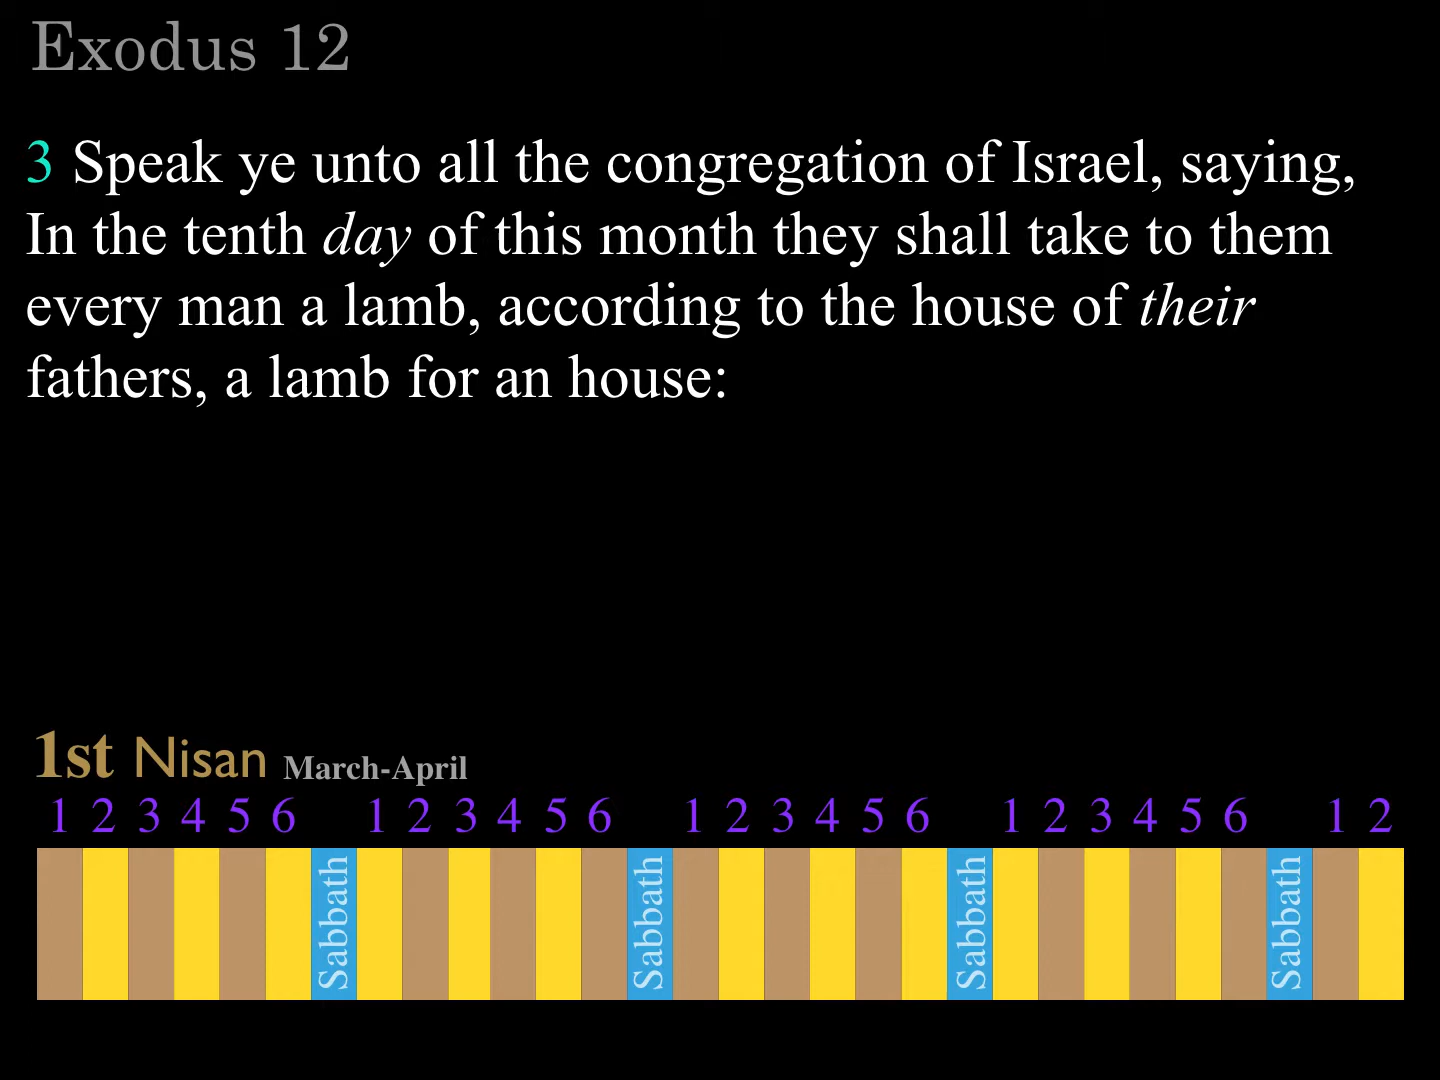 Exodus 12
3 Speak ye unto all the congregation of Israel, saying,
In the tenth day of this month they shall take to them
every man a lamb, according to the house of their
fathers, a lamb for an house:
1st Nisan March-April
1 2 3 4 5 6 1 2 3 4 5 6 1 2 3 4 5 6 1 2 3 4 5 6 1 2
Sabbath Sabbath Sabbath Sabbath